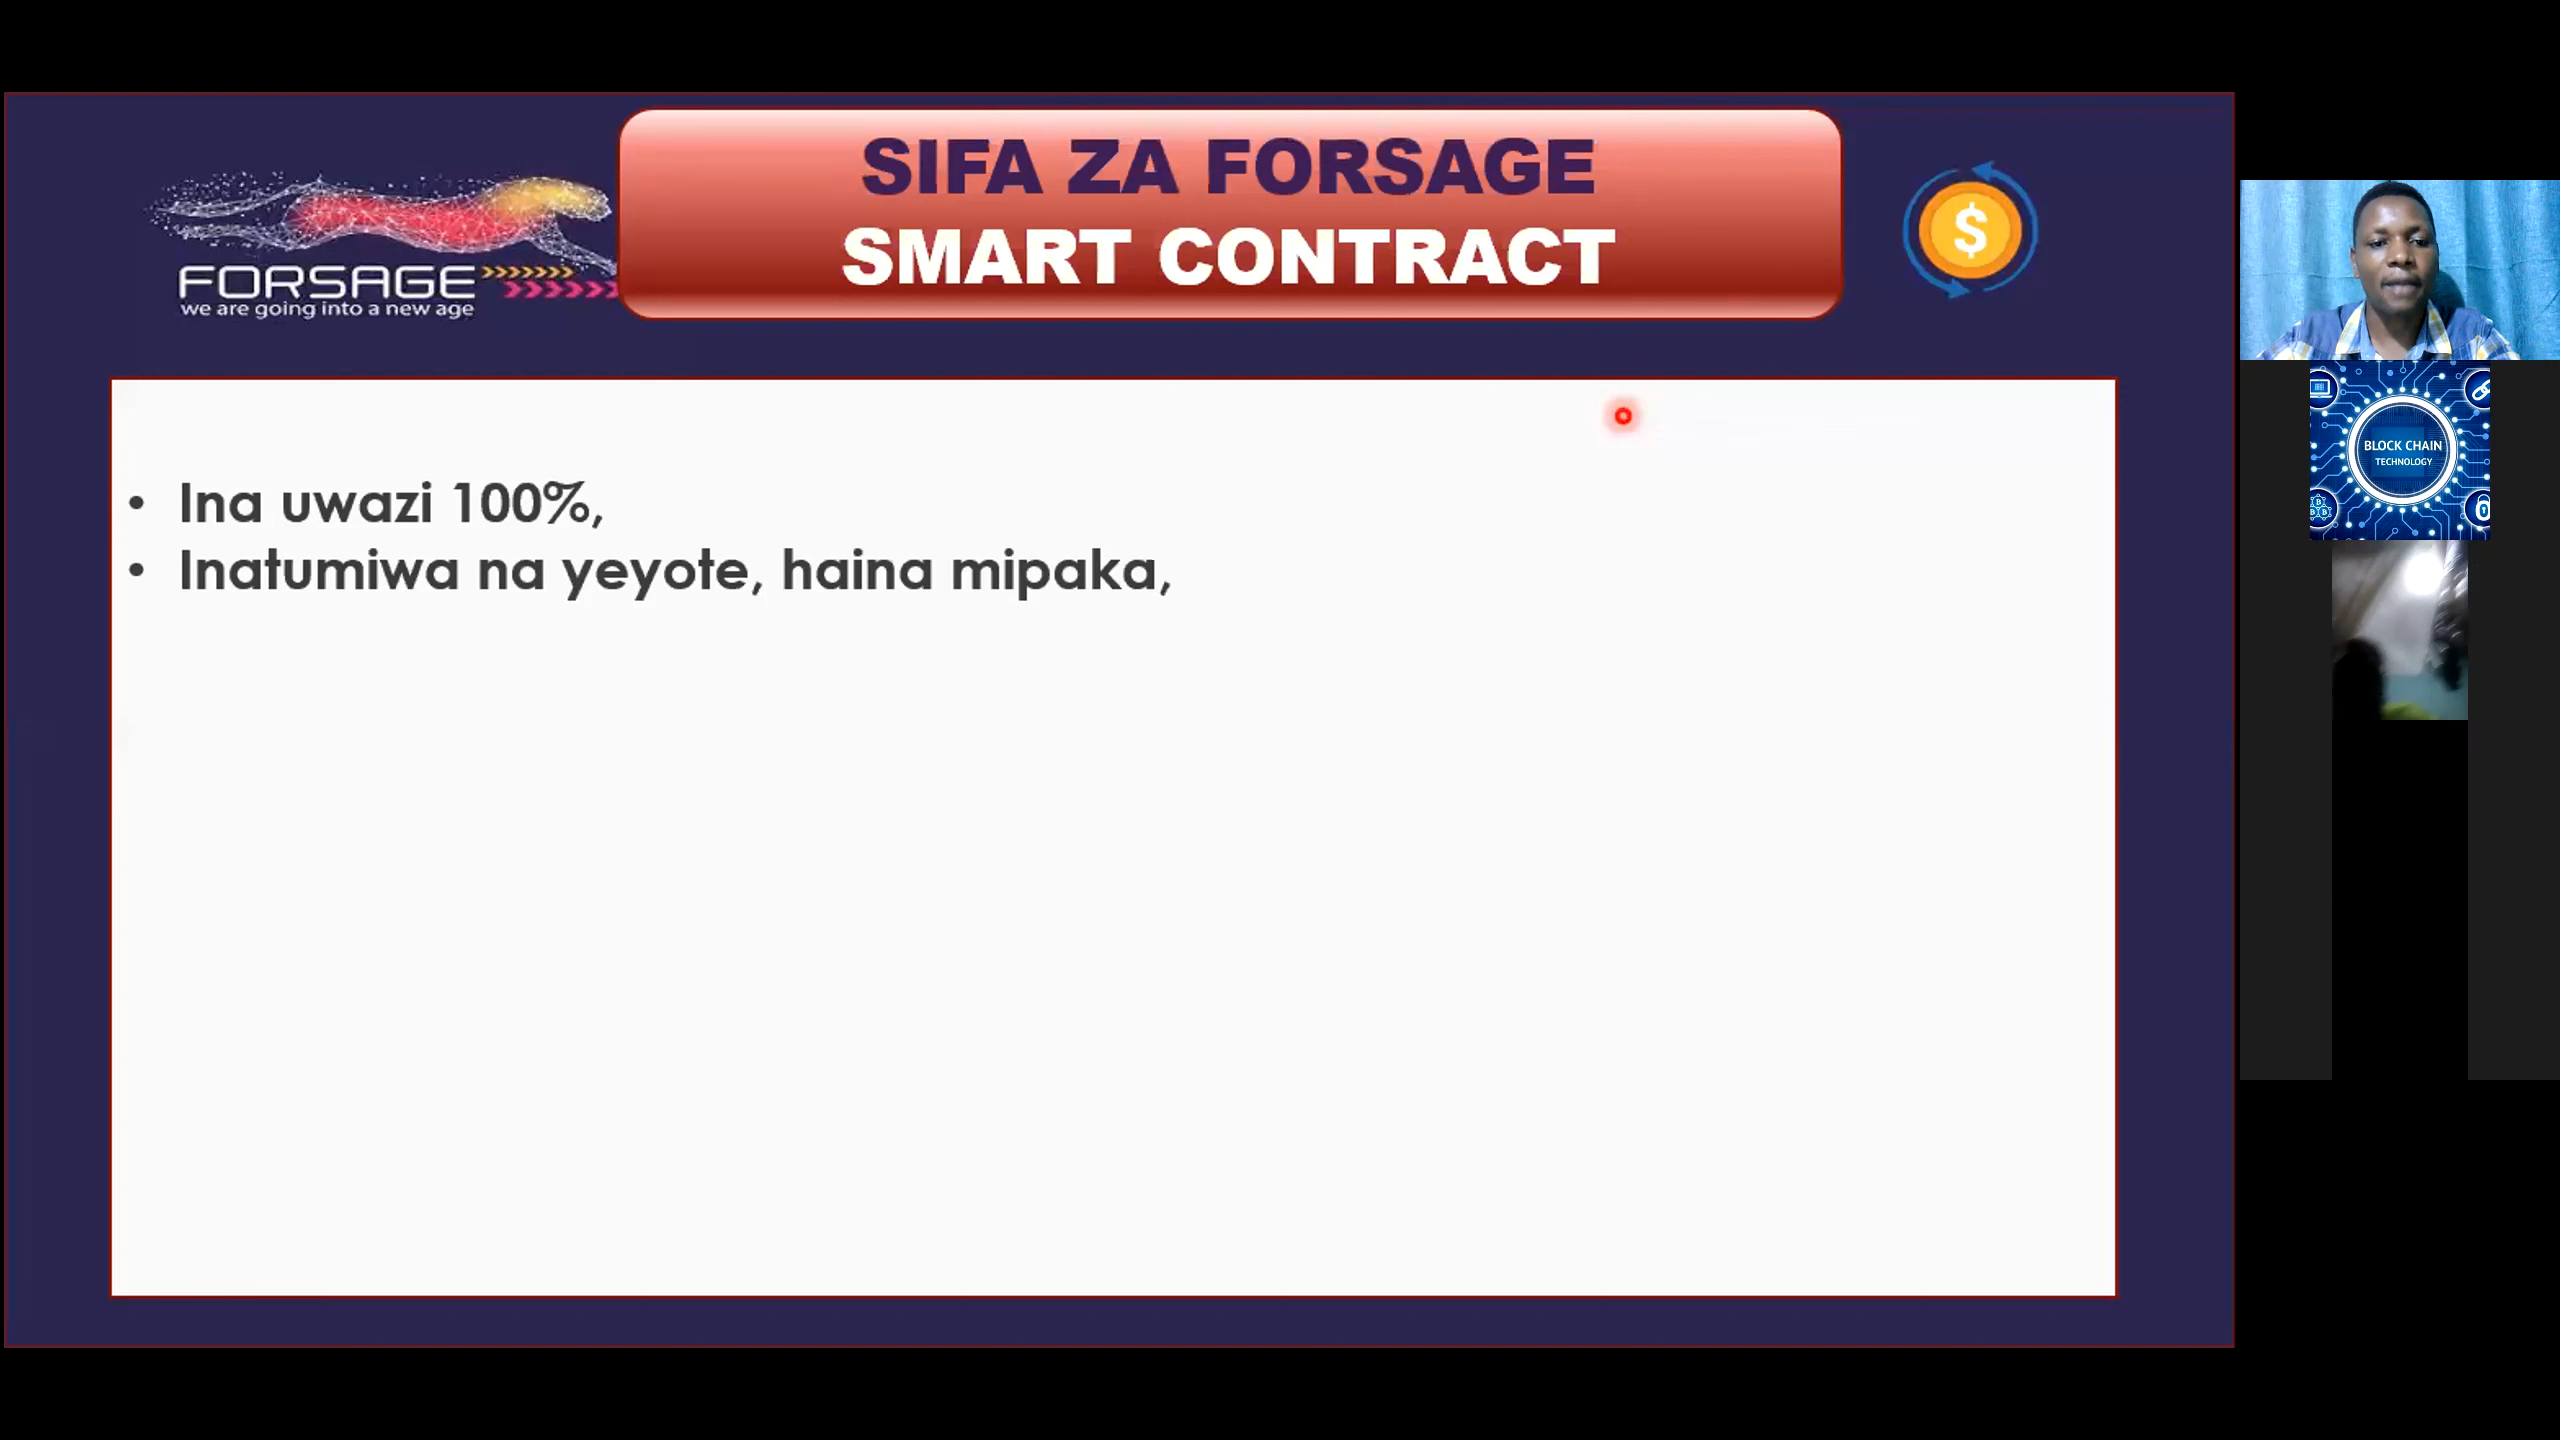 SIFA ZA FORSAGE
SMART CONTRACT
FORSAGE
we are going into a new age
$
• Ina uwazi 100%,
• Inatumiwa na yeyote, haina mipaka,
BLOCK CHAIN
TECHNOLOGY